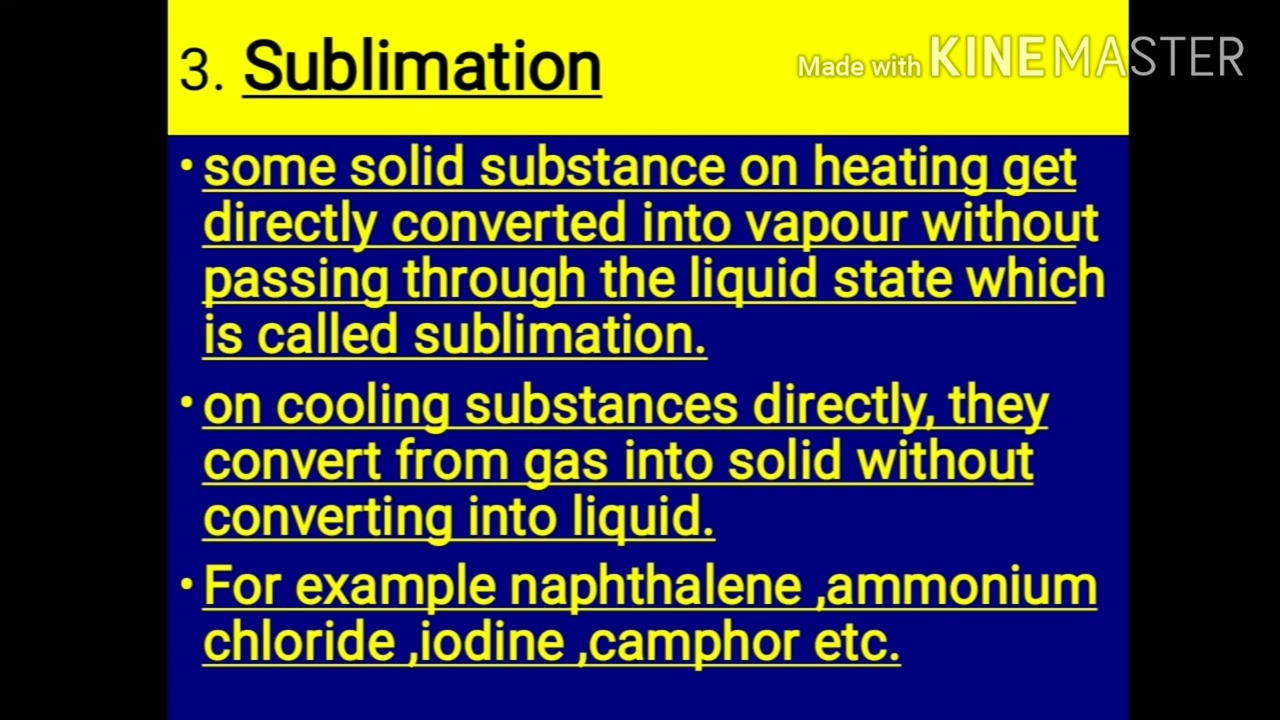 3. Sublimation
Made with KINEMASTER
• some solid substance on heating get
directly converted into vapour without
passing through the liquid state which
is called sublimation.
• on cooling substances directly, they
convert from gas into solid without
converting into liquid.
• For example naphthalene ,ammonium
chloride ,iodine ,camphor etc.